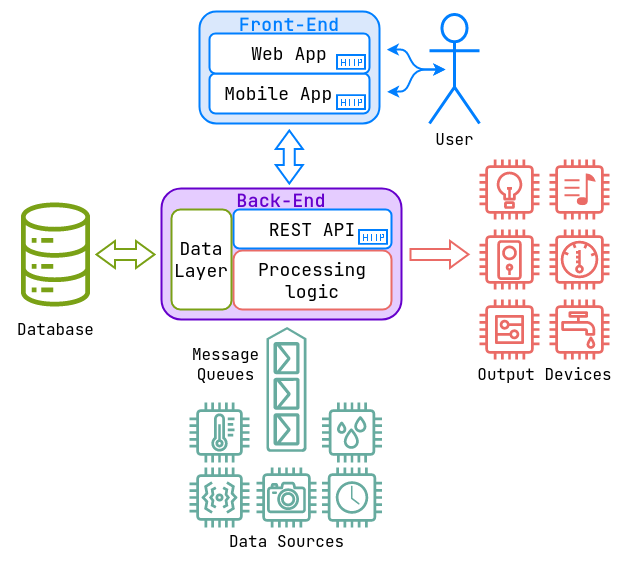 Front-End
Web App
HTTP
Mobile App
HTTP
User
Back-End
Data
Layer
REST API
HTTP
Processing
logic
Database
Message
Queues
Output Devices
Data Sources